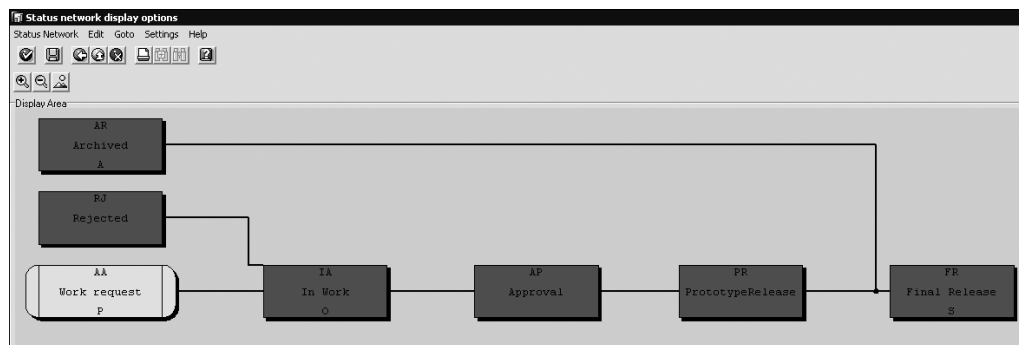 Status network display options
Status Network Edit Goto Settings Help
Display Area
AR
Archived
A
RJ
Rejected
AA
Work request
P
IA
In Work
O
AP
Approval
PR
PrototypeRelease
FR
Final Release
S